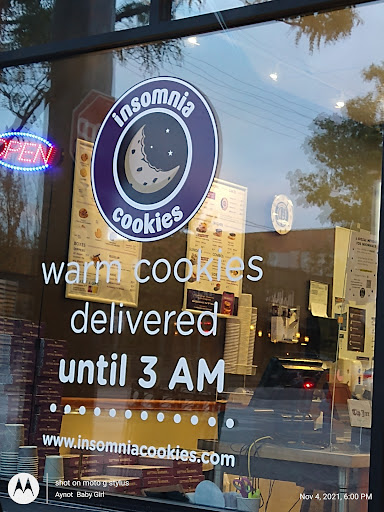 OPEN
insomnia
cookies
warm cookies
delivered
until 3 AM
www.insomniacookies.com
shot on moto g stylus
Aynot Baby Girl
Nov 4, 2021, 6:00 PM